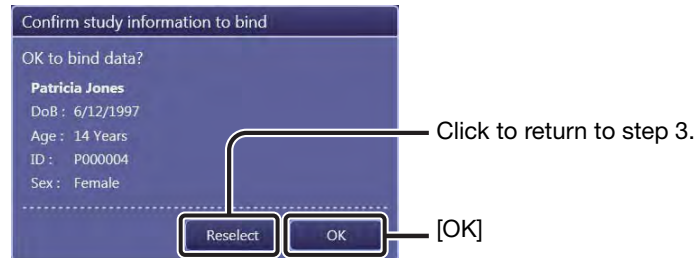 Confirm study information to bind
OK to bind data?
Patricia Jones
DoB : 6/12/1997
Age : 14 Years
ID : P000004
Sex : Female
Reselect
OK
Click to return to step 3.
[OK]